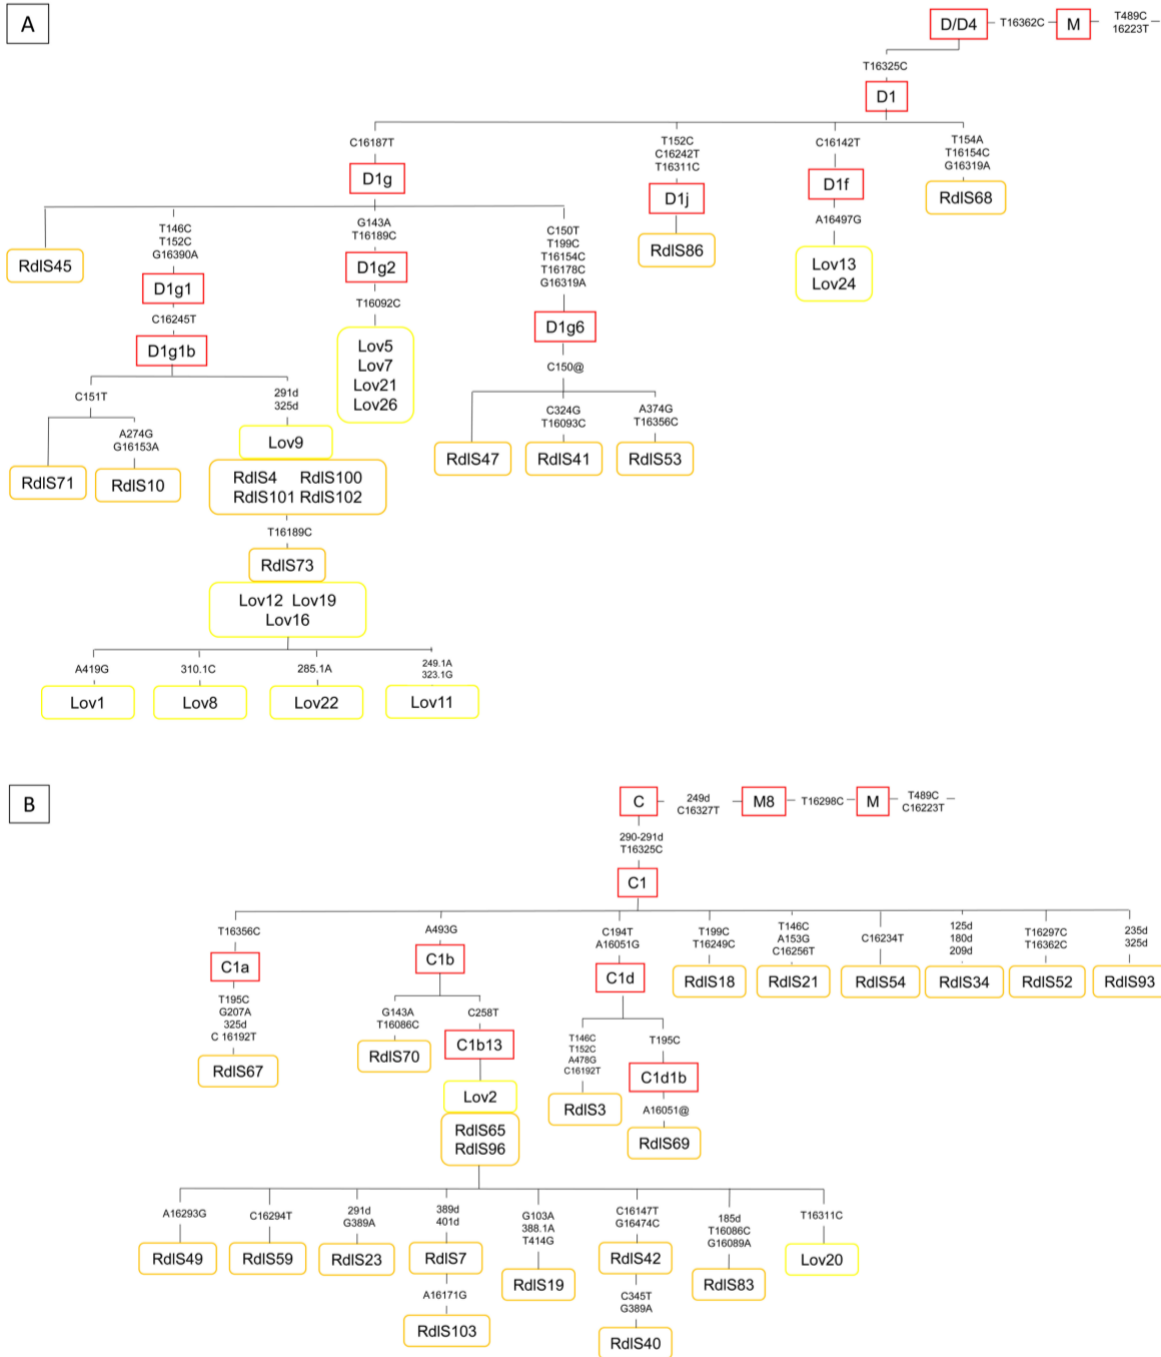 A
D/D4
T16362C
M
T489C
16223T
T16325C
D1
C16187T
D1g
T152C
C16242T
T16311C
D1j
RdIS86
C16142T
D1f
A16497G
Lov13
Lov24
T154A
T16154C
G16319A
RdIS68
RdIS45
T146C
T152C
G16390A
D1g1
C16245T
D1g1b
G143A
T16189C
D1g2
T16092C
Lov5
Lov7
Lov21
Lov26
C150T
T199C
T16154C
T16178C
G16319A
D1g6
C150@
RdIS47
C324G
T16093C
RdIS41
A374G
T16356C
RdIS53
C151T
RdIS71
A274G
G16153A
RdIS10
291d
325d
Lov9
RdIS4 RdIS100
RdIS101 RdIS102
T16189C
RdIS73
Lov12 Lov19
Lov16
A419G
Lov1
310.1C
Lov8
285.1A
Lov22
249.1A
323.1G
Lov11
B
C
249d
C16327T
M8
T16298C
M
T489C
C16223T
290-291d
T16325C
C1
T16356C
C1a
T195C
G207A
325d
C 16192T
RdIS67
A493G
C1b
G143A
T16086C
RdIS70
C258T
C1b13
Lov2
RdIS65
RdIS96
C194T
A16051G
C1d
T146C
T152C
A478G
C16192T
RdIS3
T195C
C1d1b
A16051@
RdIS69
T199C
T16249C
RdIS18
T146C
A153G
C16256T
RdIS21
C16234T
RdIS54
125d
180d
209d
RdIS34
T16297C
T16362C
RdIS52
235d
325d
RdIS93
A16293G
RdIS49
C16294T
RdIS59
291d
G389A
RdIS23
389d
401d
RdIS7
A16171G
RdIS103
G103A
388.1A
T414G
RdIS19
C16147T
G16474C
RdIS42
C345T
G389A
RdIS40
185d
T16086C
G16089A
RdIS83
T16311C
Lov20